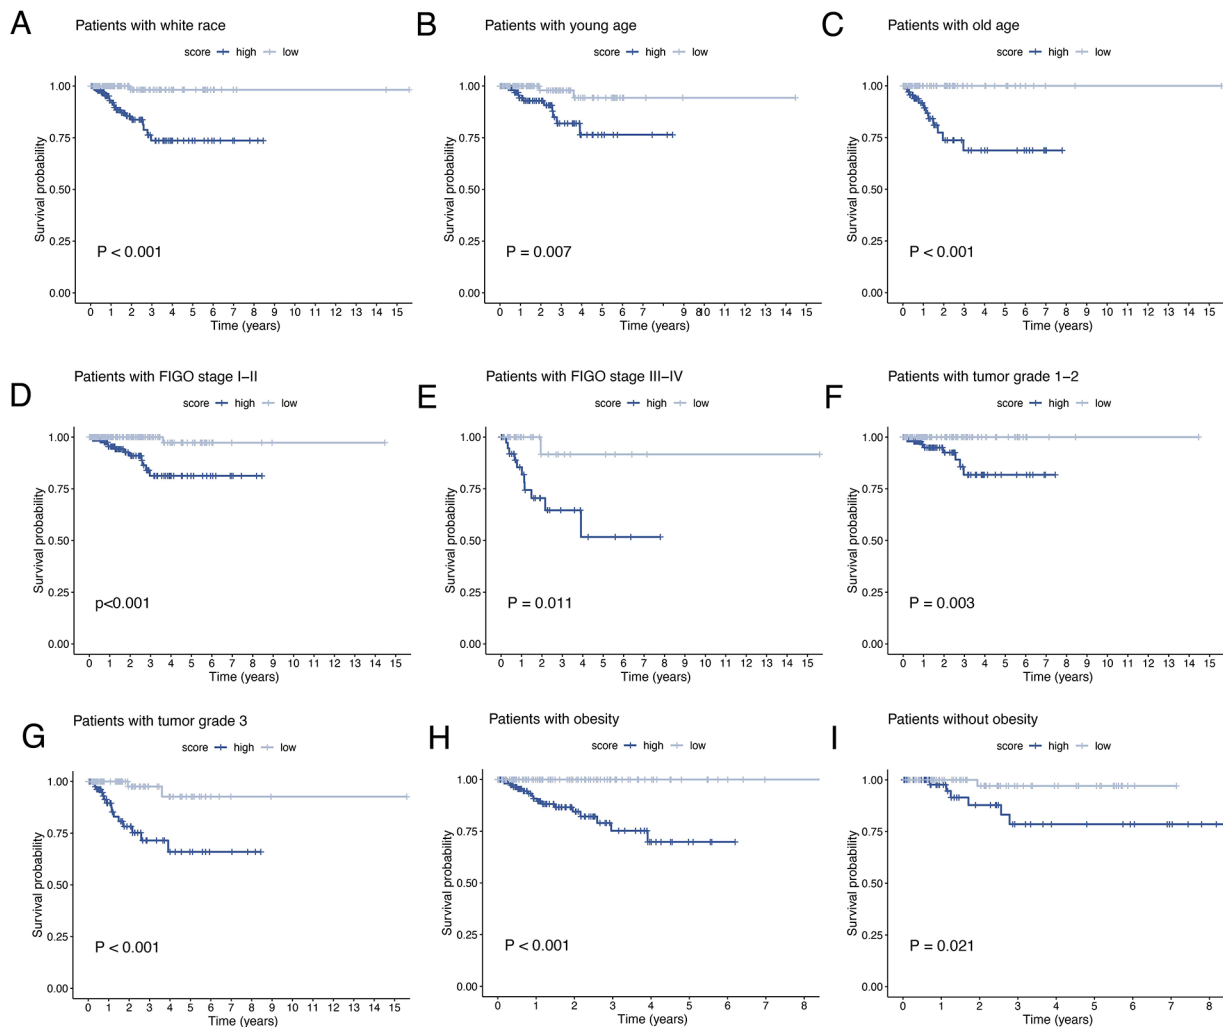 A
Patients with white race
score high low
1.00
0.75
0.50
0.25
0.00
Survival probability
P < 0.001
0 1 2 3 4 5 6 7 8 9 10 11 12 13 14 15
Time (years)
B
Patients with young age
score high low
1.00
0.75
0.50
0.25
0.00
Survival probability
P = 0.007
0 1 2 3 4 5 6 7 8 9 10 11 12 13 14 15
Time (years)
C
Patients with old age
score high low
1.00
0.75
0.50
0.25
0.00
Survival probability
P < 0.001
0 1 2 3 4 5 6 7 8 9 10 11 12 13 14 15
Time (years)
D
Patients with FIGO stage I–II
score high low
1.00
0.75
0.50
0.25
0.00
Survival probability
p<0.001
0 1 2 3 4 5 6 7 8 9 10 11 12 13 14 15
Time (years)
E
Patients with FIGO stage III–IV
score high low
1.00
0.75
0.50
0.25
0.00
Survival probability
P = 0.011
0 1 2 3 4 5 6 7 8 9 10 11 12 13 14 15
Time (years)
F
Patients with tumor grade 1–2
score high low
1.00
0.75
0.50
0.25
0.00
Survival probability
P = 0.003
0 1 2 3 4 5 6 7 8 9 10 11 12 13 14 15
Time (years)
G
Patients with tumor grade 3
score high low
1.00
0.75
0.50
0.25
0.00
Survival probability
P < 0.001
0 1 2 3 4 5 6 7 8 9 10 11 12 13 14 15
Time (years)
H
Patients with obesity
score high low
1.00
0.75
0.50
0.25
0.00
Survival probability
P < 0.001
0 1 2 3 4 5 6 7 8
Time (years)
I
Patients without obesity
score high low
1.00
0.75
0.50
0.25
0.00
Survival probability
P = 0.021
0 1 2 3 4 5 6 7 8
Time (years)